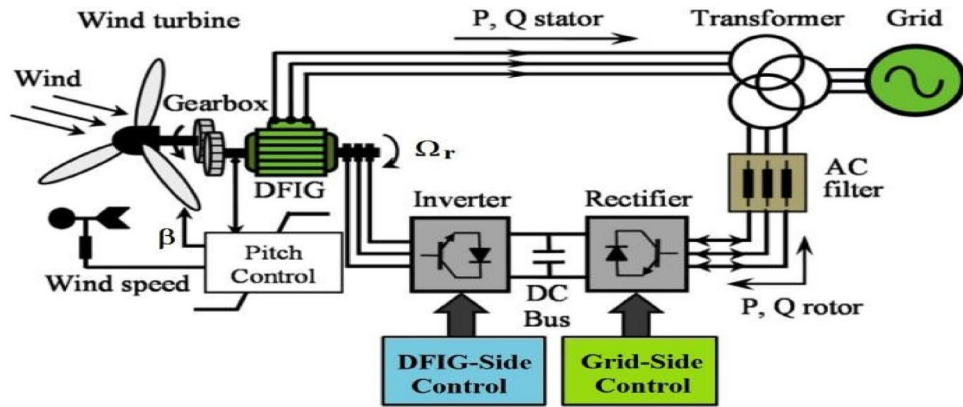 Wind turbine
P, Q stator
Transformer
Grid
Wind
Gearbox
DFIG
Ωr
AC
filter
Inverter
Rectifier
β
Pitch
Control
Wind speed
DC
Bus
P, Q rotor
DFIG-Side
Control
Grid-Side
Control